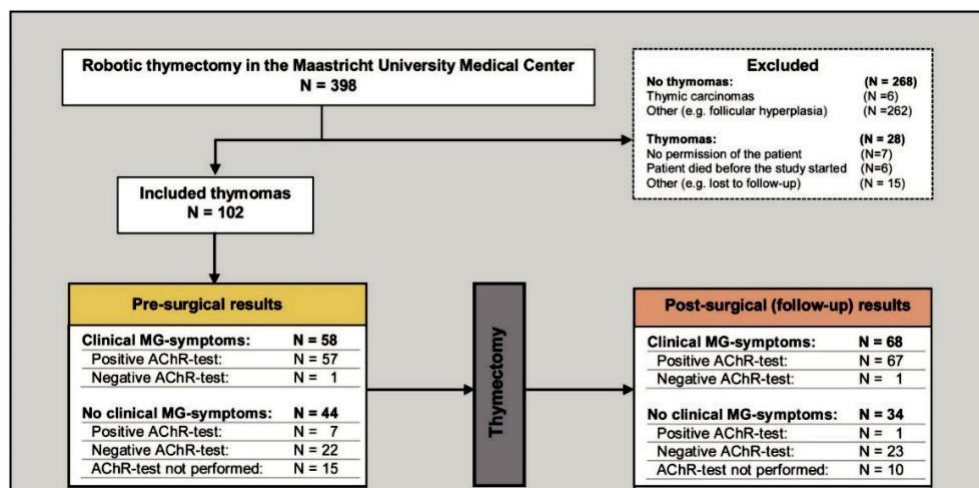 Robotic thymectomy in the Maastricht University Medical Center
N = 398
Excluded
No thymomas: (N = 268)
Thymic carcinomas (N =6)
Other (e.g. follicular hyperplasia) (N =262)
Thymomas: (N = 28)
No permission of the patient (N=7)
Patient died before the study started (N=6)
Other (e.g. lost to follow-up) (N = 15)
Included thymomas
N = 102
Pre-surgical results
Clinical MG-symptoms: N = 58
Positive AChR-test: N = 57
Negative AChR-test: N = 1
No clinical MG-symptoms: N = 44
Positive AChR-test: N = 7
Negative AChR-test: N = 22
AChR-test not performed: N = 15
Thymectomy
Post-surgical (follow-up) results
Clinical MG-symptoms: N = 68
Positive AChR-test: N = 67
Negative AChR-test: N = 1
No clinical MG-symptoms: N = 34
Positive AChR-test: N = 1
Negative AChR-test: N = 23
AChR-test not performed: N = 10